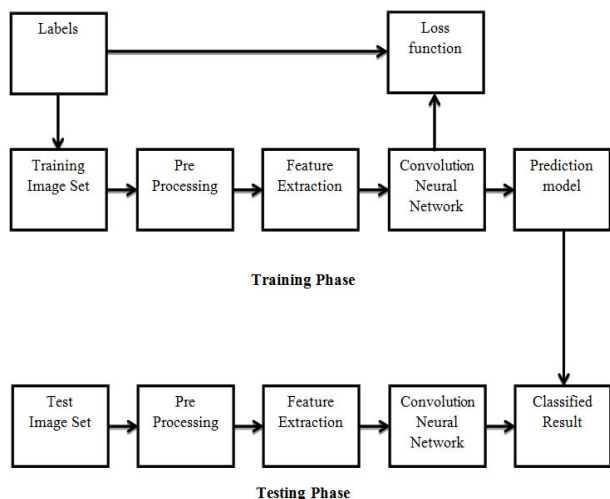 Labels
Loss
function
Training
Image Set
Pre
Processing
Feature
Extraction
Convolution
Neural
Network
Prediction
model
Training Phase
Test
Image Set
Pre
Processing
Feature
Extraction
Convolution
Neural
Network
Classified
Result
Testing Phase